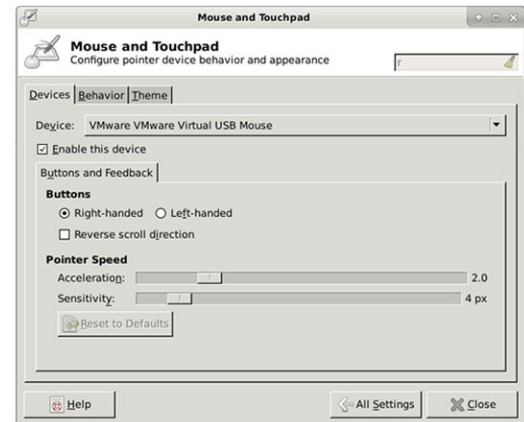 Mouse and Touchpad
Mouse and Touchpad
Configure pointer device behavior and appearance
r
Devices Behavior Theme
Device: VMware VMware Virtual USB Mouse
Enable this device
Buttons and Feedback
Buttons
Right-handed Left-handed
Reverse scroll direction
Pointer Speed
Acceleration: 2.0
Sensitivity: 4 px
Reset to Defaults
Help All Settings Close